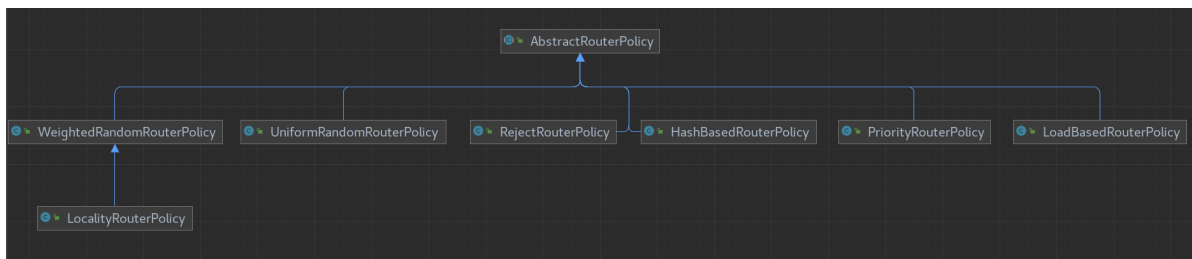 AbstractRouterPolicy
WeightedRandomRouterPolicy
UniformRandomRouterPolicy
RejectRouterPolicy
HashBasedRouterPolicy
PriorityRouterPolicy
LoadBasedRouterPolicy
LocalityRouterPolicy